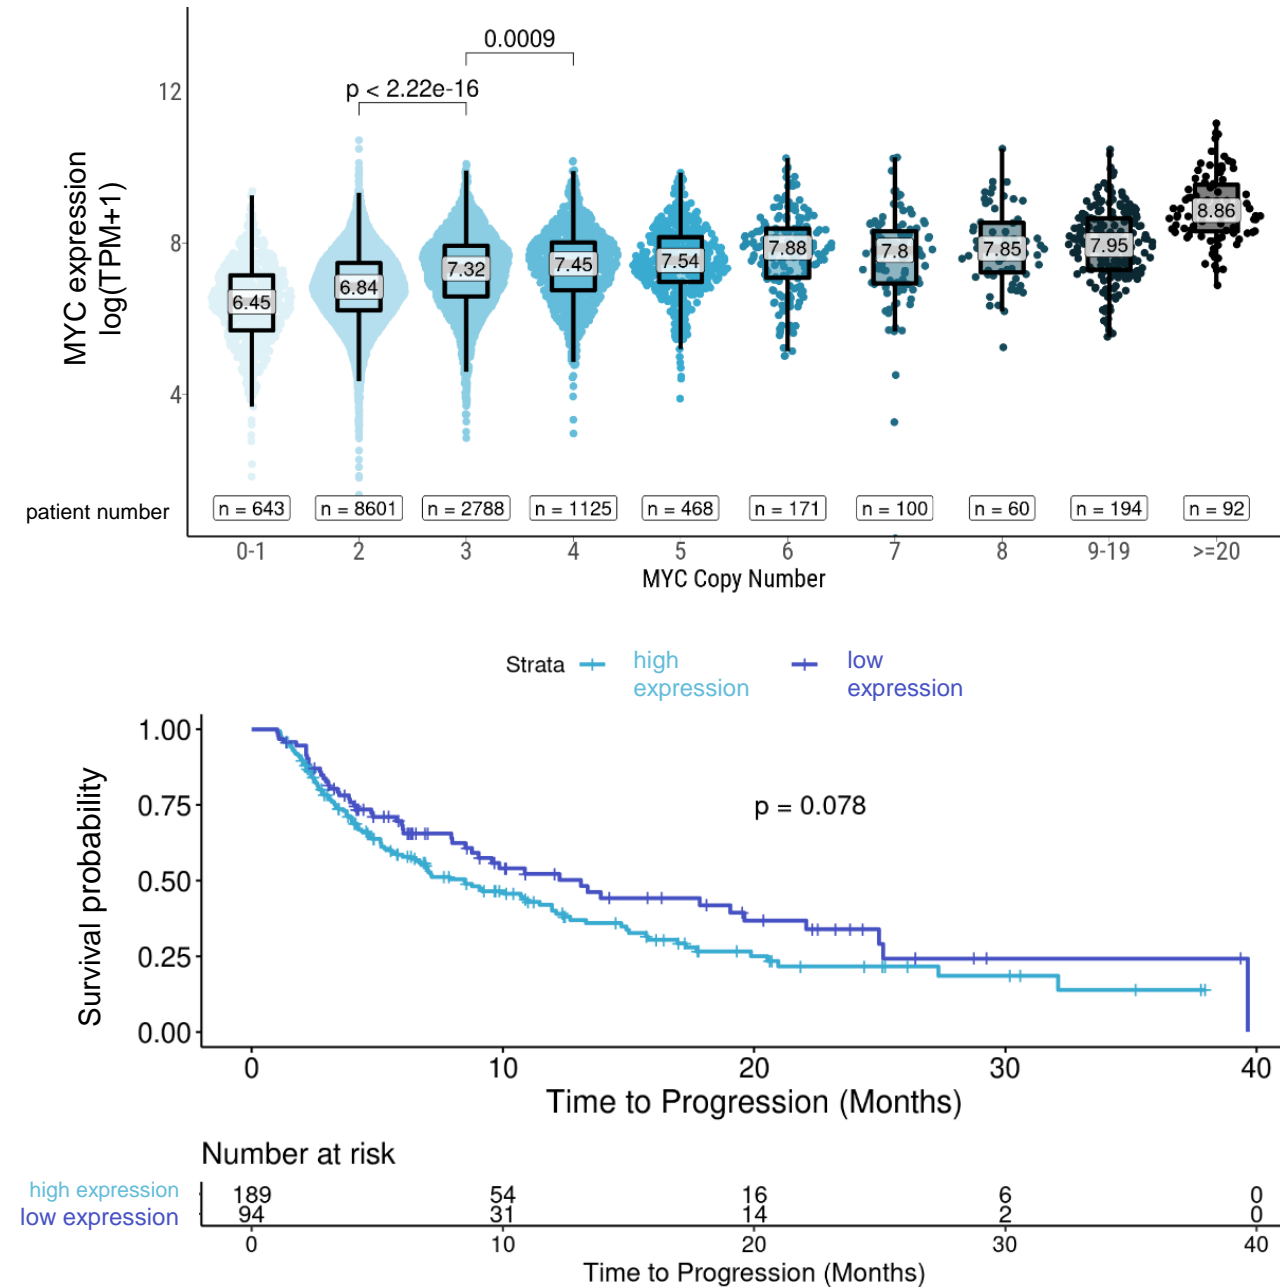 0.0009
p < 2.22e-16
12
8
4
MYC expression
log(TPM+1)
6.45 6.84 7.32 7.45 7.54 7.88 7.8 7.85 7.95 8.86
patient number n = 643 n = 8601 n = 2788 n = 1125 n = 468 n = 171 n = 100 n = 60 n = 194 n = 92
0-1 2 3 4 5 6 7 8 9-19 >=20
MYC Copy Number
Strata high expression low expression
1.00
0.75
0.50
0.25
0.00
Survival probability
p = 0.078
0 10 20 30 40
Time to Progression (Months)
Number at risk
high expression 189 54 16 6 0
low expression 94 31 14 2 0
0 10 20 30 40
Time to Progression (Months)